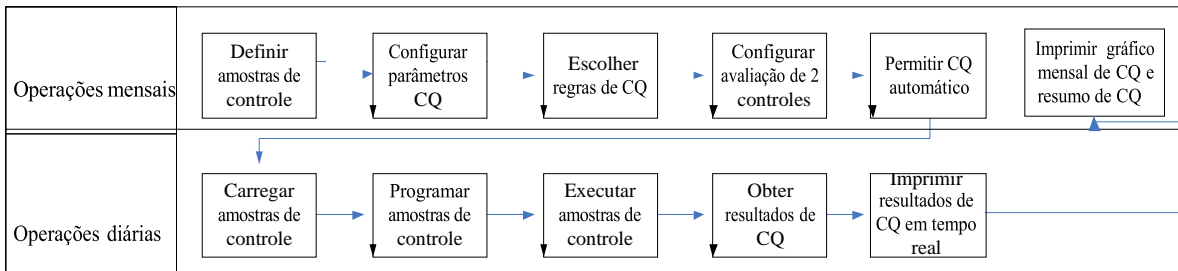 Operações mensais
Definir
amostras de
controle
Configurar
parâmetros
CQ
Escolher
regras de CQ
Configurar
avaliação de 2
controles
Permitir CQ
automático
Imprimir gráfico
mensal de CQ e
resumo de CQ
Operações diárias
Carregar
amostras de
controle
Programar
amostras de
controle
Executar
amostras de
controle
Obter
resultados de
CQ
Imprimir
resultados de
CQ em tempo
real